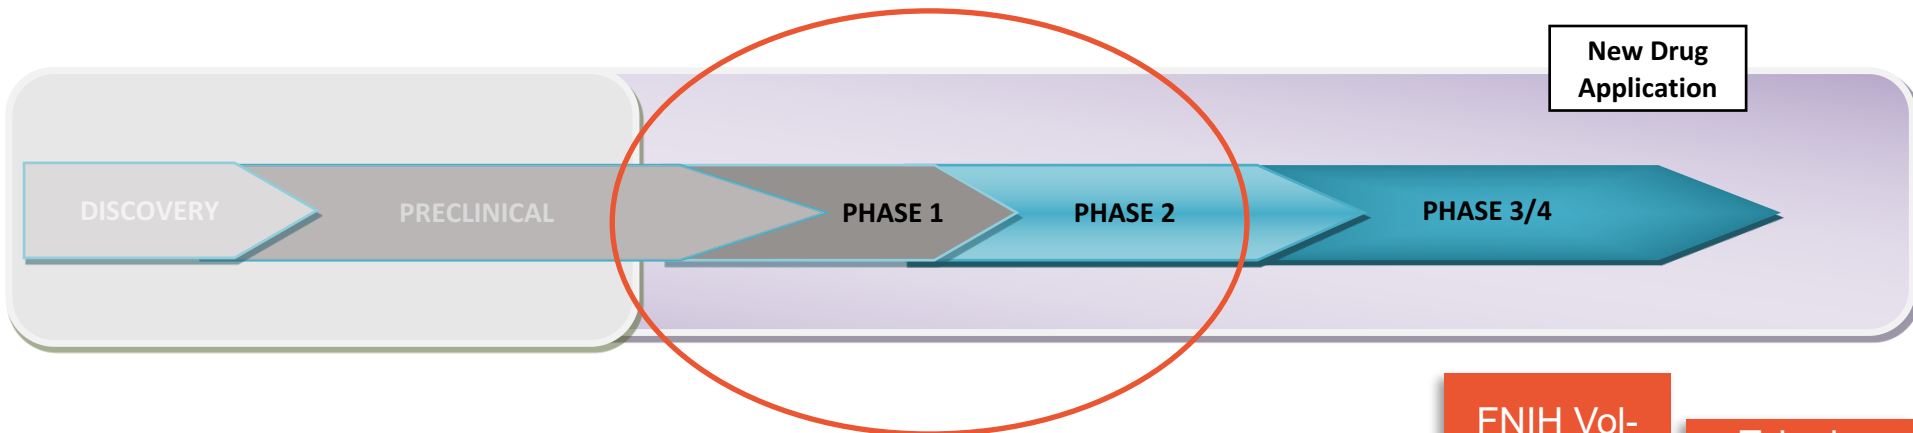 New Drug
Application
DISCOVERY
PRECLINICAL
PHASE 1
PHASE 2
PHASE 3/4
FNIH Vol-